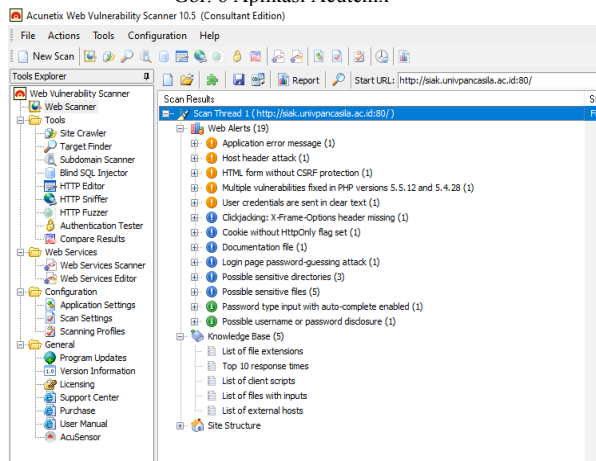 Gbr. 6 Aplikasi Acutenix
Acunetix Web Vulnerability Scanner 10.5 (Consultant Edition)
File Actions Tools Configuration Help
New Scan
Tools Explorer
Report
Start URL: http://siak.univpancasila.ac.id:80/
Web Vulnerability Scanner
Web Scanner
Tools
Site Crawler
Target Finder
Subdomain Scanner
Blind SQL Injector
HTTP Editor
HTTP Sniffer
HTTP Fuzzer
Authentication Tester
Compare Results
Web Services
Web Services Scanner
Web Services Editor
Configuration
Application Settings
Scan Settings
Scanning Profiles
General
Program Updates
Version Information
Licensing
Support Center
Purchase
User Manual
AcuSensor
Scan Results
Scan Thread 1 ( http://siak.univpancasila.ac.id:80/ )
Web Alerts (19)
Application error message (1)
Host header attack (1)
HTML form without CSRF protection (1)
Multiple vulnerabilities fixed in PHP versions 5.5.12 and 5.4.28 (1)
User credentials are sent in clear text (1)
Clickjacking: X-Frame-Options header missing (1)
Cookie without HttpOnly flag set (1)
Documentation file (1)
Login page password-guessing attack (1)
Possible sensitive directories (3)
Possible sensitive files (5)
Password type input with auto-complete enabled (1)
Possible username or password disclosure (1)
Knowledge Base (5)
List of file extensions
Top 10 response times
List of client scripts
List of files with inputs
List of external hosts
Site Structure